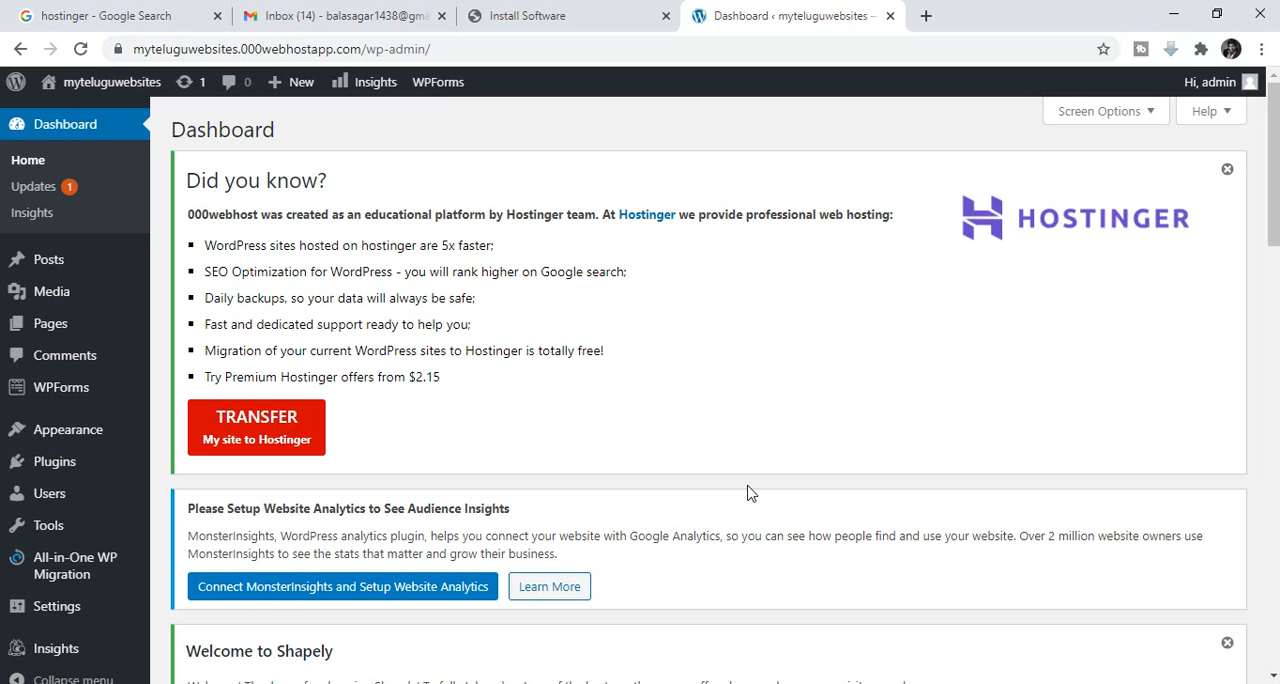 hostinger - Google Search
Inbox (14) - balasagar1438@gm
Install Software
Dashboard ‹ myteluguwebsites —
myteluguwebsites.000webhostapp.com/wp-admin/
myteluguwebsites
1
0
New
Insights
WPForms
Hi, admin
Dashboard
Home
Updates 1
Insights
Posts
Media
Pages
Comments
WPForms
Appearance
Plugins
Users
Tools
All-in-One WP
Migration
Settings
Insights
Collapse menu
Screen Options
Help
Dashboard
Did you know?
000webhost was created as an educational platform by Hostinger team. At Hostinger we provide professional web hosting:
WordPress sites hosted on hostinger are 5x faster;
SEO Optimization for WordPress - you will rank higher on Google search;
Daily backups, so your data will always be safe;
Fast and dedicated support ready to help you;
Migration of your current WordPress sites to Hostinger is totally free!
Try Premium Hostinger offers from $2.15
TRANSFER
My site to Hostinger
HOSTINGER
Please Setup Website Analytics to See Audience Insights
MonsterInsights, WordPress analytics plugin, helps you connect your website with Google Analytics, so you can see how people find and use your website. Over 2 million website owners use
MonsterInsights to see the stats that matter and grow their business.
Connect MonsterInsights and Setup Website Analytics
Learn More
Welcome to Shapely